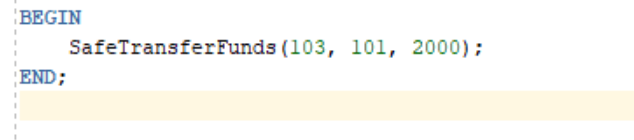 BEGIN
    SafeTransferFunds(103, 101, 2000);
END;